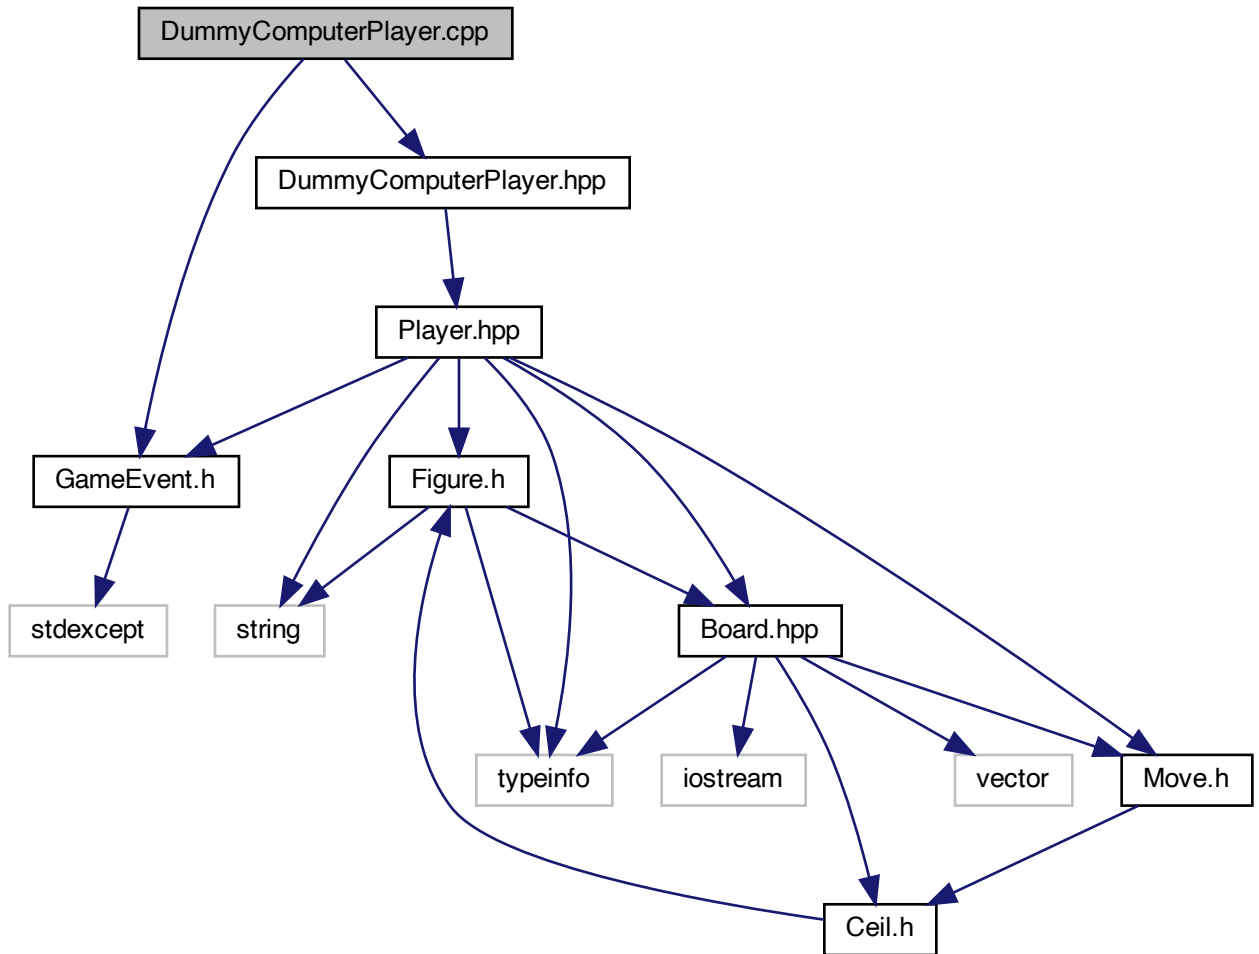 DummyComputerPlayer.cpp
DummyComputerPlayer.hpp
Player.hpp
GameEvent.h
Figure.h
stdexcept
string
Board.hpp
typeinfo
iostream
vector
Move.h
Ceil.h